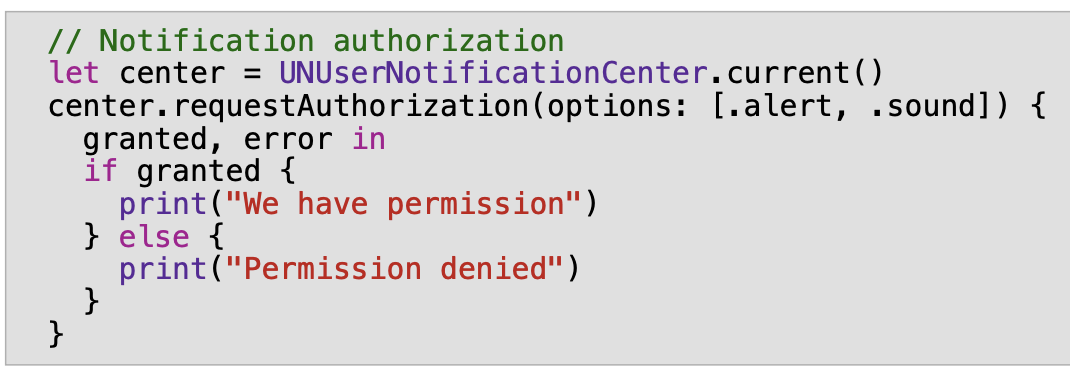 // Notification authorization
let center = UNUserNotificationCenter.current()
center.requestAuthorization(options: [.alert, .sound]) {
  granted, error in
  if granted {
    print("We have permission")
  } else {
    print("Permission denied")
  }
}